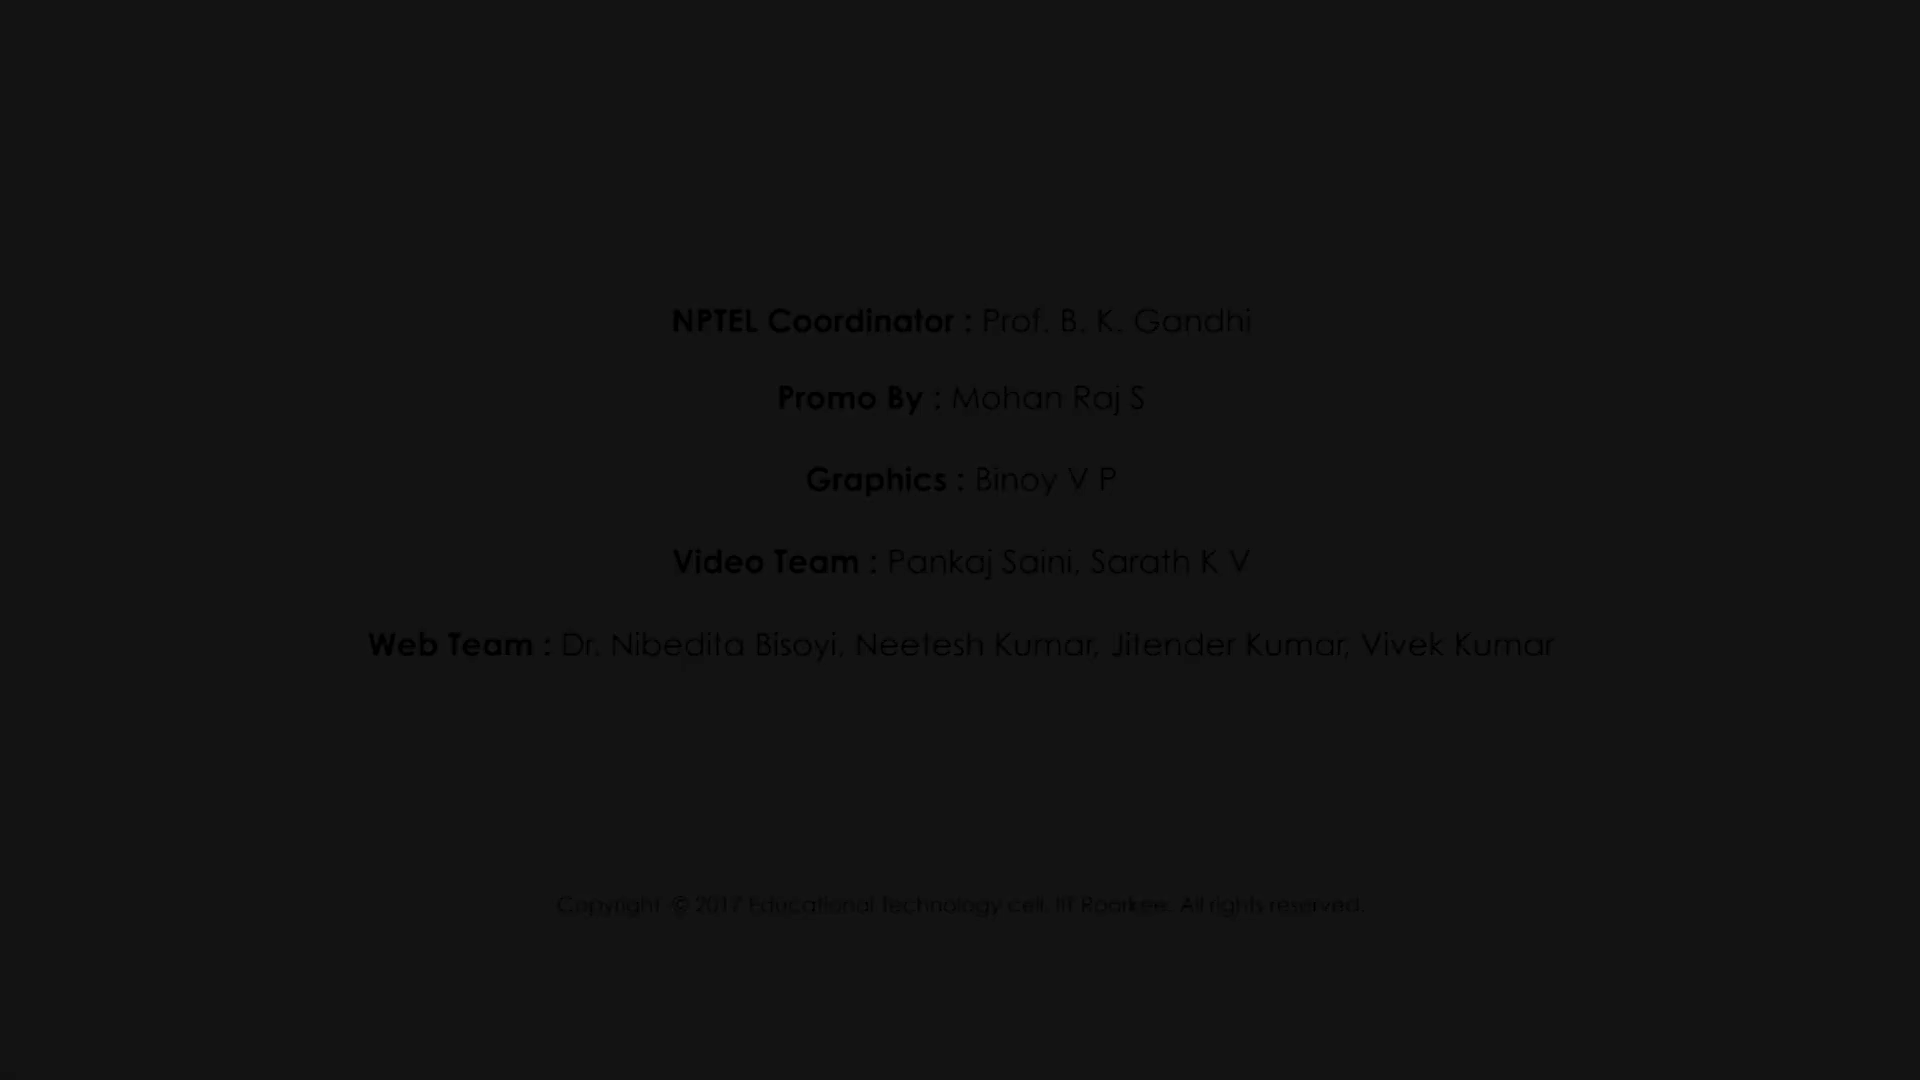 NPTEL Coordinator : Prof. B. K. Gandhi
Promo By : Mohan Raj S
Graphics : Binoy V P
Video Team : Pankaj Saini, Sarath K V
Web Team : Dr. Nibedita Bisoyi, Neetesh Kumar, Jitender Kumar, Vivek Kumar
Copyright © 2017 Educational Technology cell, IIT Roorkee. All rights reserved.